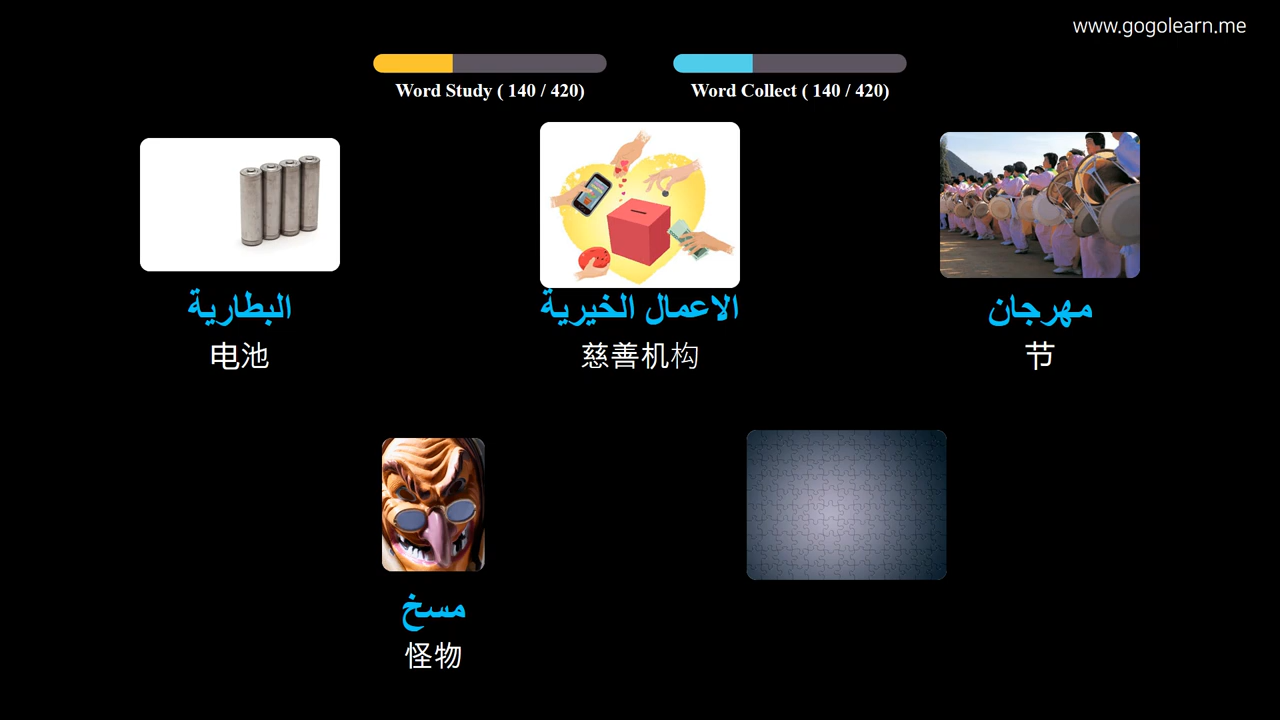 www.gogolearn.me
Word Study ( 140 / 420)
Word Collect ( 140 / 420)
البطارية
电池
الاعمال الخيرية
慈善机构
مهرجان
节
مسخ
怪物